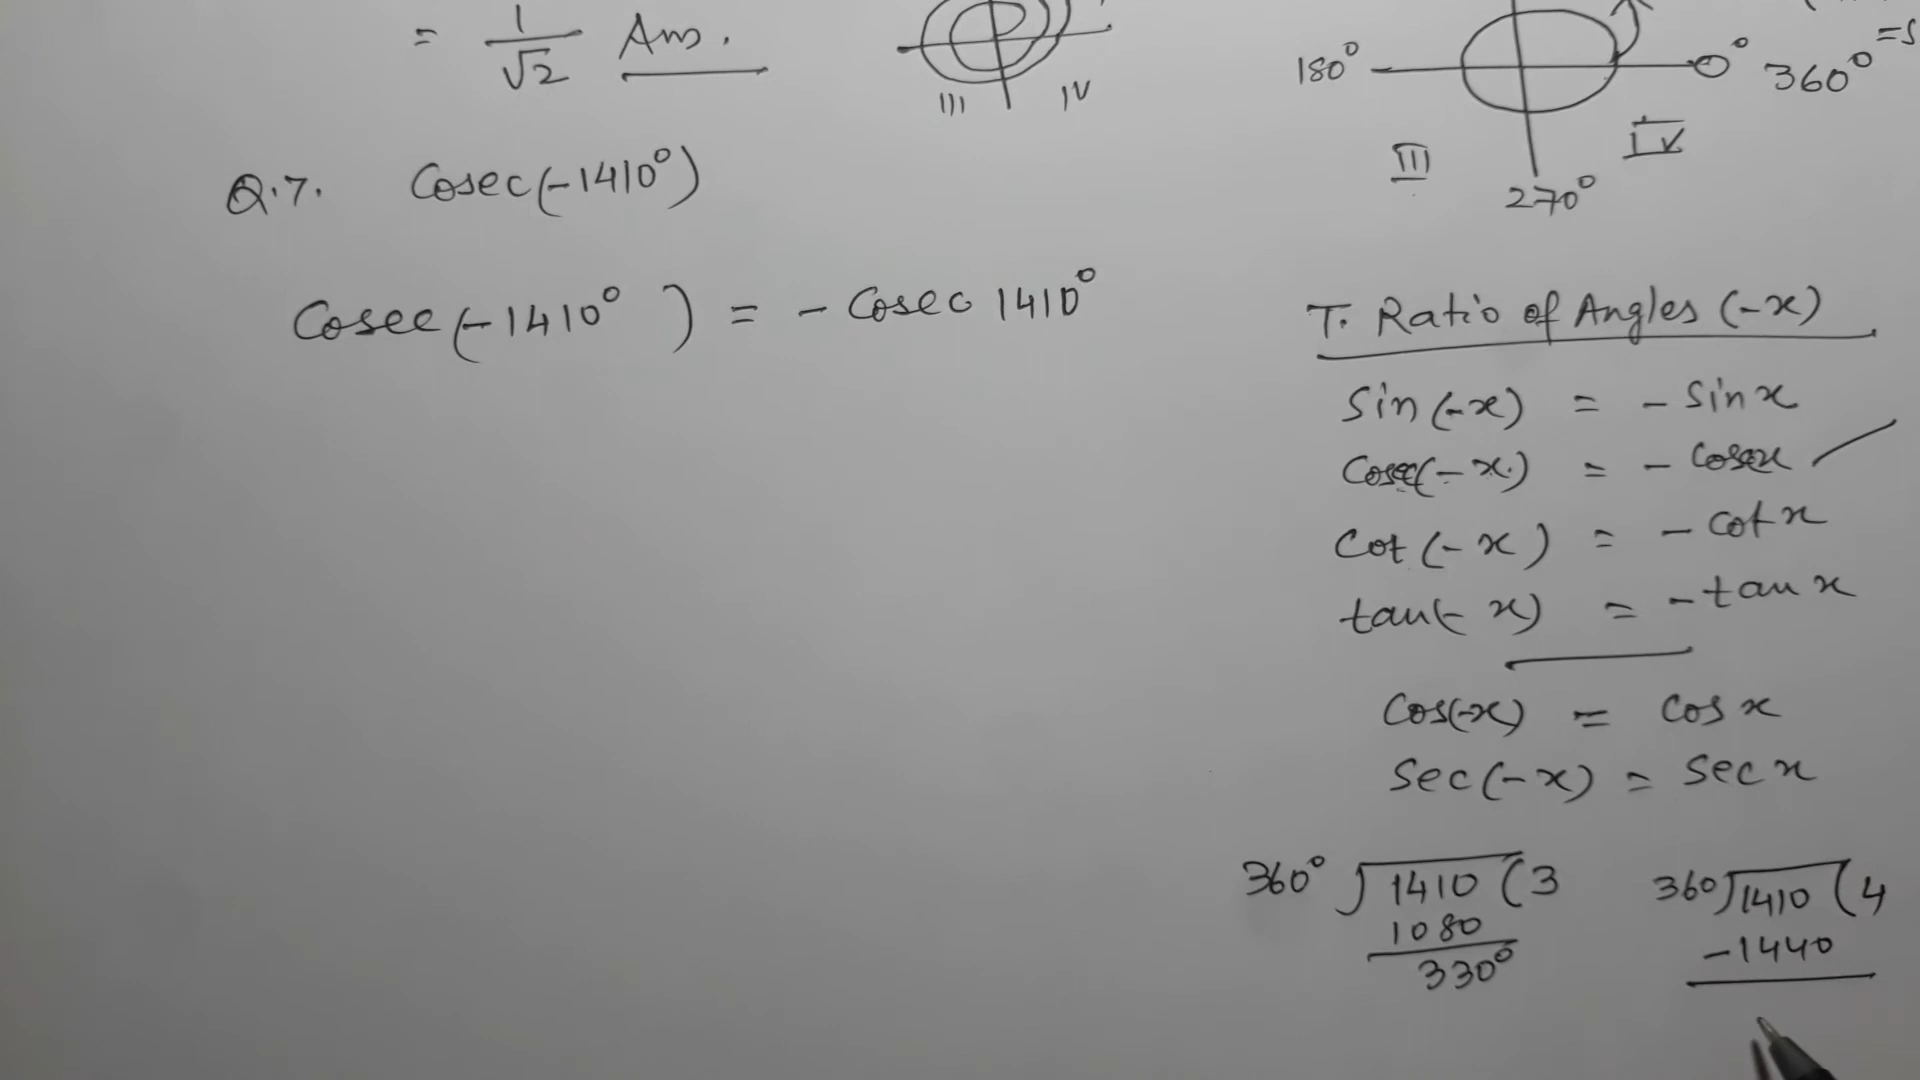 = 1/√2 Ans.
III IV
180° 0° 360° =
III IV
270°
Q.7. Cosec(-1410°)
Cosec(-1410°) = - Cosec 1410°
T. Ratio of Angles (-x)
Sin(-x) = - Sin x
Cosec(-x) = - Cosecx
Cot(-x) = - Cot x
tan(-x) = - tan x
Cos(-x) = Cos x
Sec(-x) = Sec x
360° ) 1410 ( 3
1080
330°
360 ) 1410 ( 4
-1440